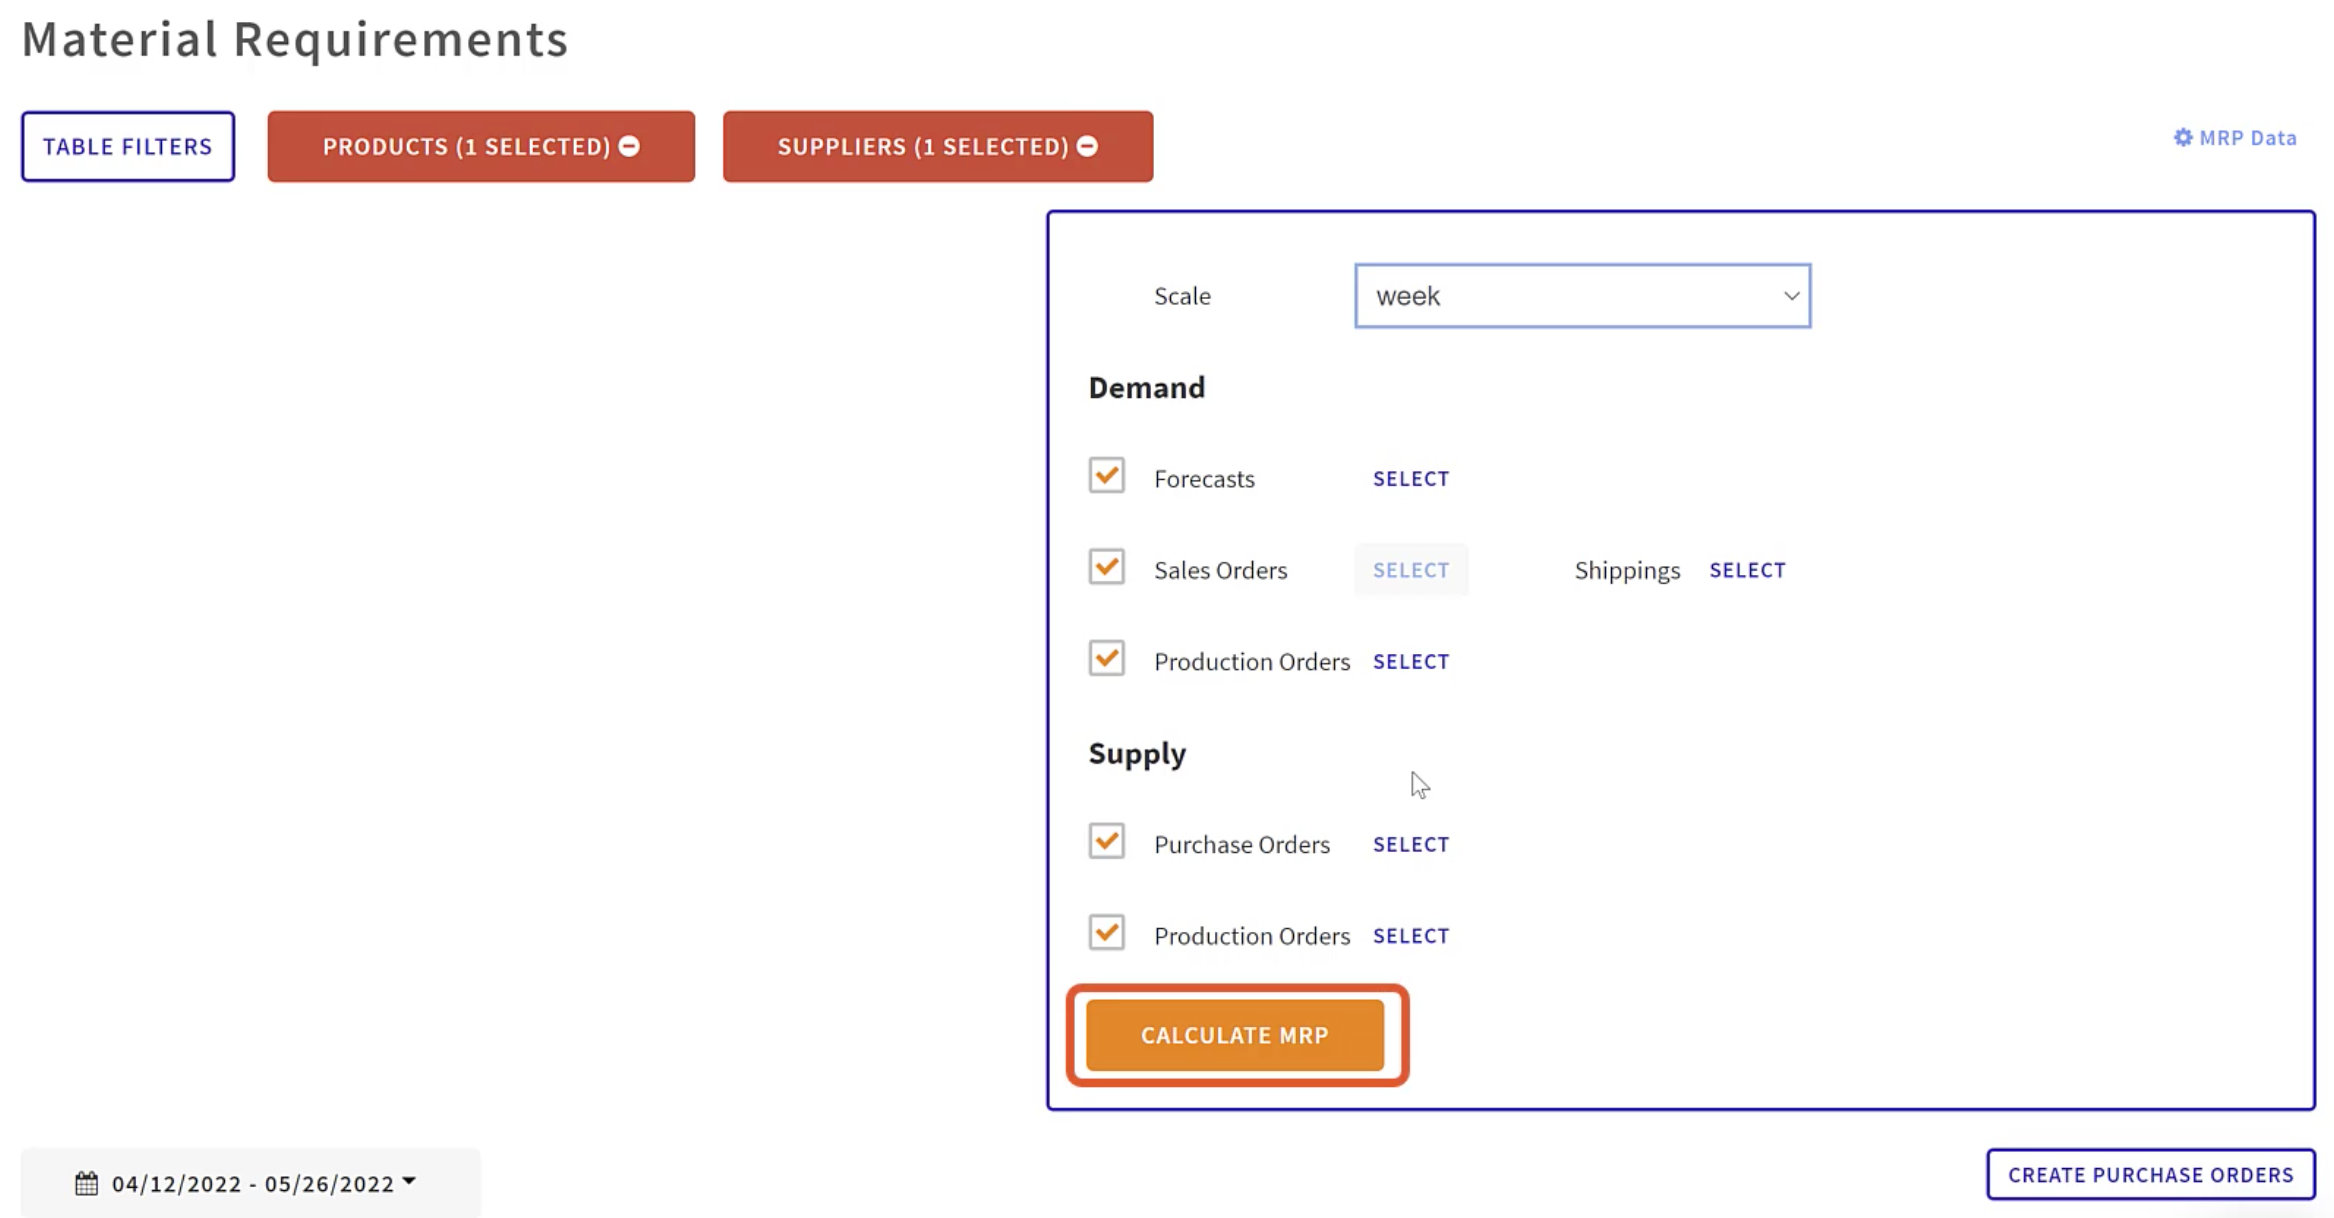 Material Requirements
TABLE FILTERS
PRODUCTS (1 SELECTED)
SUPPLIERS (1 SELECTED)
MRP Data
Scale
week
Demand
Forecasts SELECT
Sales Orders SELECT Shippings SELECT
Production Orders SELECT
Supply
Purchase Orders SELECT
Production Orders SELECT
CALCULATE MRP
04/12/2022 - 05/26/2022
CREATE PURCHASE ORDERS